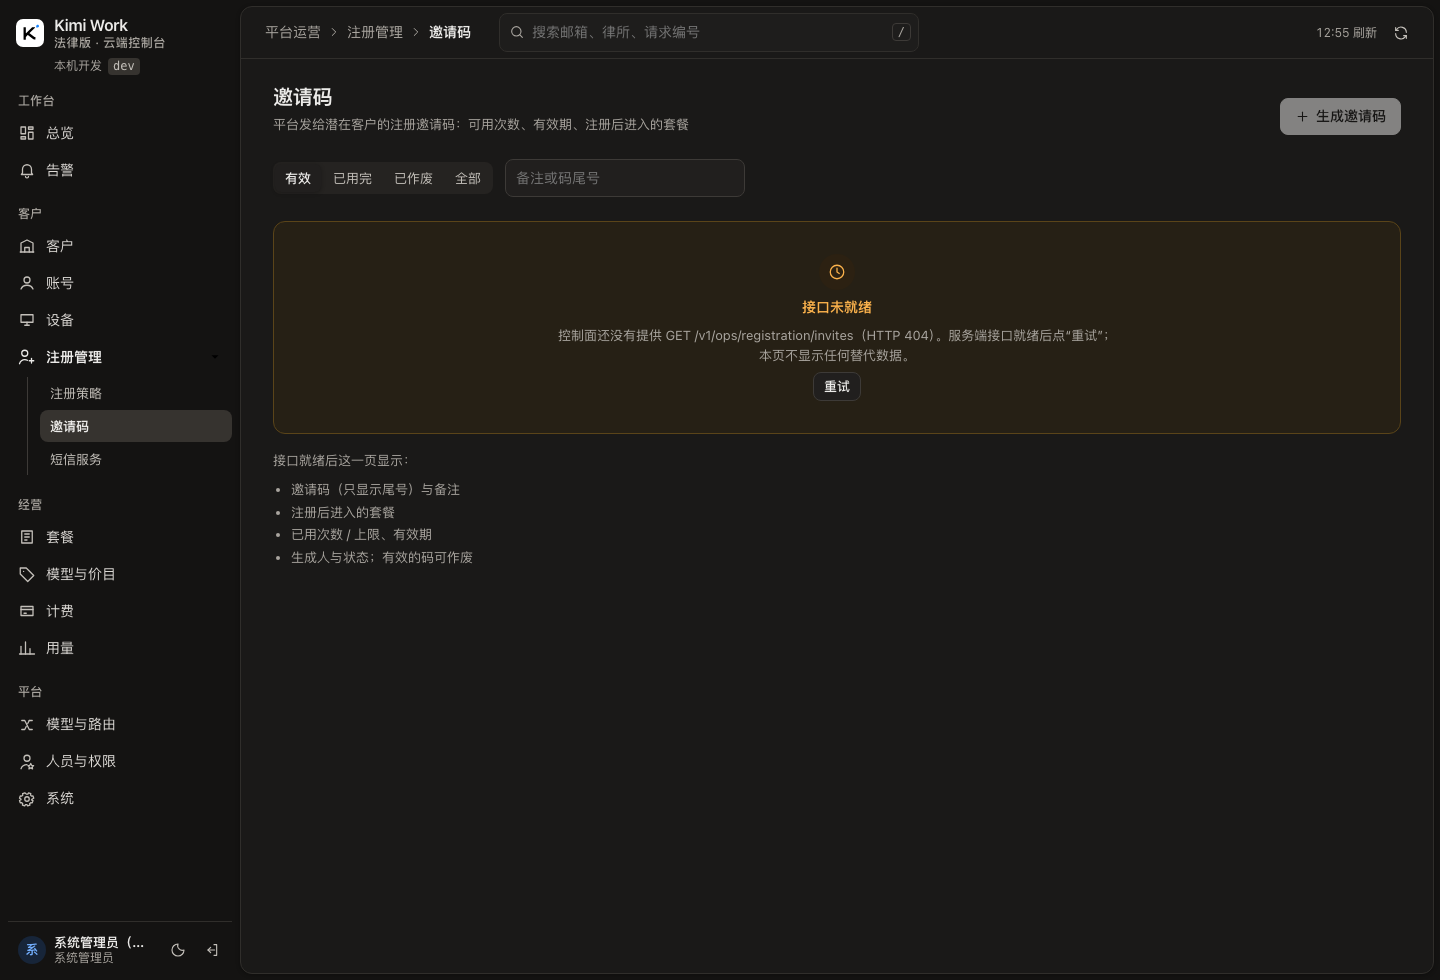 Kimi Work
法律版 · 云端控制台
本机开发 dev
工作台
总览
告警
客户
客户
账号
设备
注册管理
注册策略
邀请码
短信服务
经营
套餐
模型与价目
计费
用量
平台
模型与路由
人员与权限
系统
系
系统管理员（...
系统管理员
平台运营 > 注册管理 > 邀请码
搜索邮箱、律所、请求编号 /
12:55 刷新
邀请码
平台发给潜在客户的注册邀请码：可用次数、有效期、注册后进入的套餐
+ 生成邀请码
有效 已用完 已作废 全部
备注或码尾号
接口未就绪
控制面还没有提供 GET /v1/ops/registration/invites（HTTP 404）。服务端接口就绪后点“重试”；
本页不显示任何替代数据。
重试
接口就绪后这一页显示：
• 邀请码（只显示尾号）与备注
• 注册后进入的套餐
• 已用次数 / 上限、有效期
• 生成人与状态；有效的码可作废